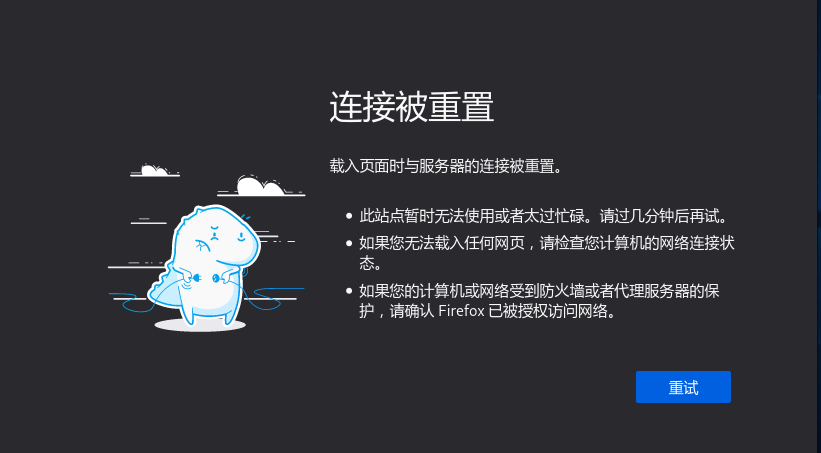 连接被重置
载入页面时与服务器的连接被重置。
此站点暂时无法使用或者太过忙碌。请过几分钟后再试。
如果您无法载入任何网页，请检查您计算机的网络连接状
态。
如果您的计算机或网络受到防火墙或者代理服务器的保
护，请确认 Firefox 已被授权访问网络。
重试